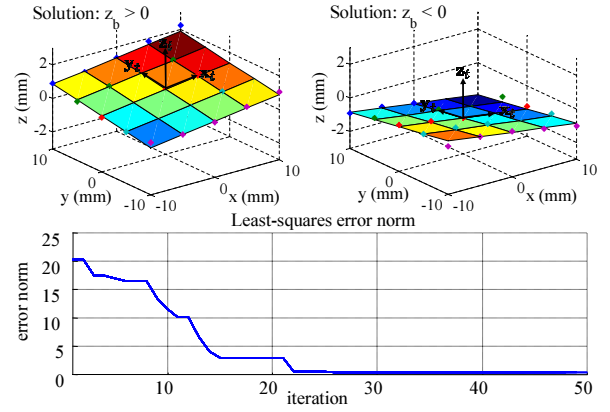 Solution: z_b > 0
Solution: z_b < 0
z (mm)
2
0
-2
10
0
-10
y (mm)
-10
0
10
x (mm)
z_t
y_t
x_t
z (mm)
2
0
-2
10
0
-10
y (mm)
-10
0
10
x (mm)
z_t
y_t
x_t
Least-squares error norm
error norm
25
20
15
10
5
0
10
20
30
40
50
iteration